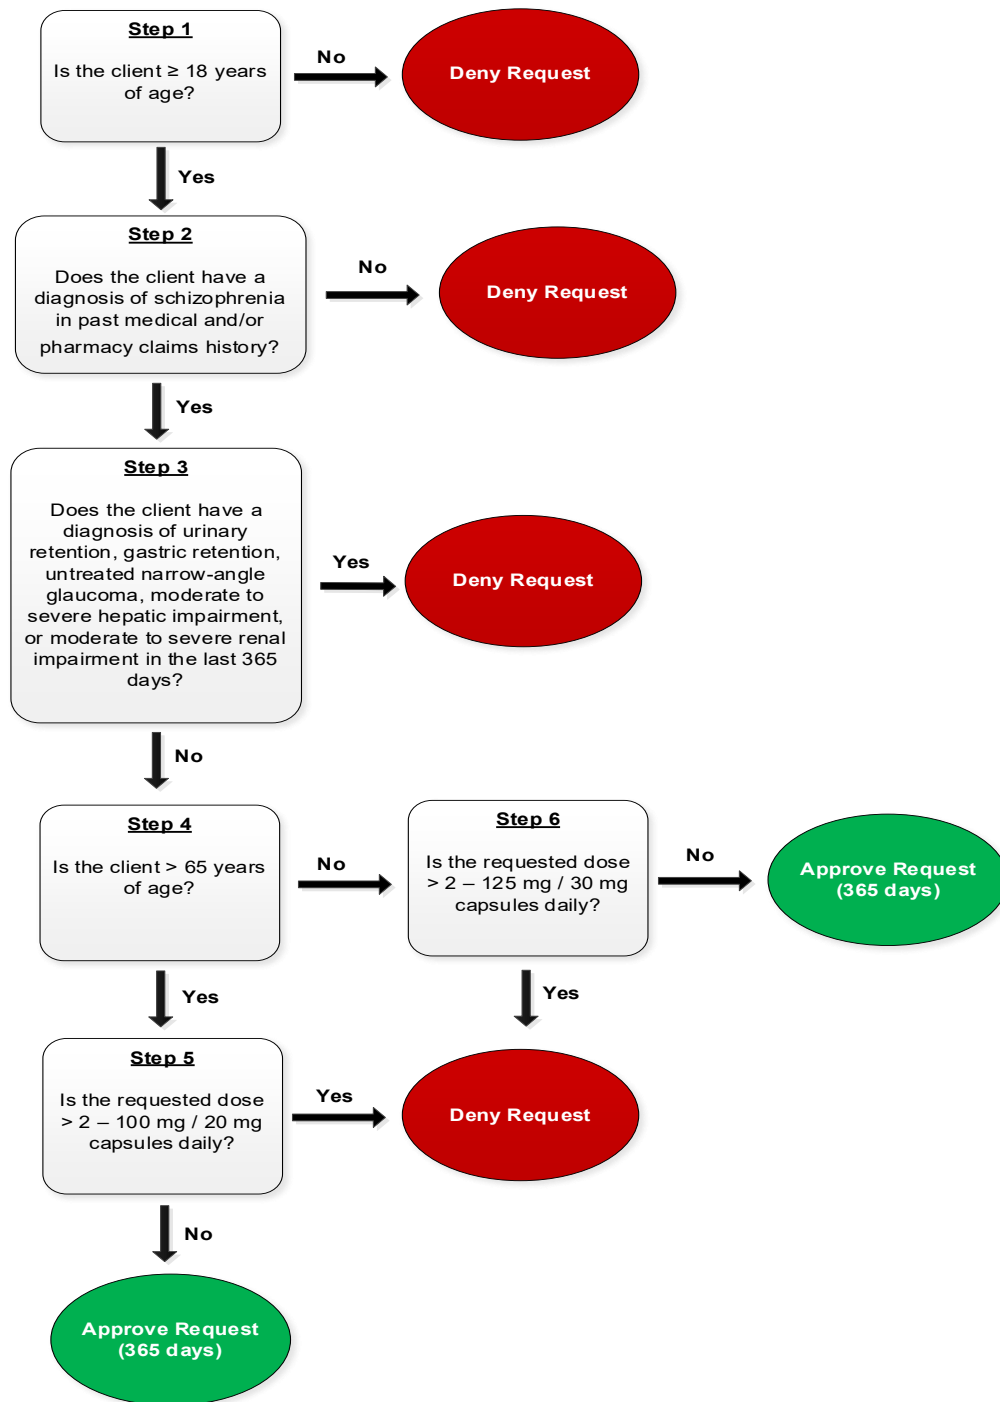 Step 1
Is the client ≥ 18 years
of age?
No
Deny Request
Yes
Step 2
Does the client have a
diagnosis of schizophrenia
in past medical and/or
pharmacy claims history?
No
Deny Request
Yes
Step 3
Does the client have a
diagnosis of urinary
retention, gastric retention,
untreated narrow-angle
glaucoma, moderate to
severe hepatic impairment,
or moderate to severe renal
impairment in the last 365
days?
Yes
Deny Request
No
Step 4
Is the client > 65 years
of age?
No
Step 6
Is the requested dose
> 2 – 125 mg / 30 mg
capsules daily?
No
Approve Request
(365 days)
Yes
Yes
Step 5
Is the requested dose
> 2 – 100 mg / 20 mg
capsules daily?
Yes
Deny Request
No
Approve Request
(365 days)